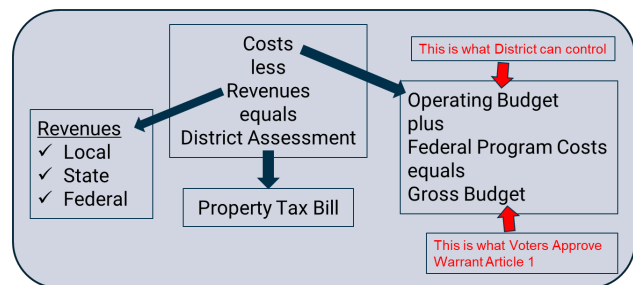 Costs
less
Revenues
equals
District Assessment
This is what District can control
Revenues
✓ Local
✓ State
✓ Federal
Operating Budget
plus
Federal Program Costs
equals
Gross Budget
Property Tax Bill
This is what Voters Approve
Warrant Article 1